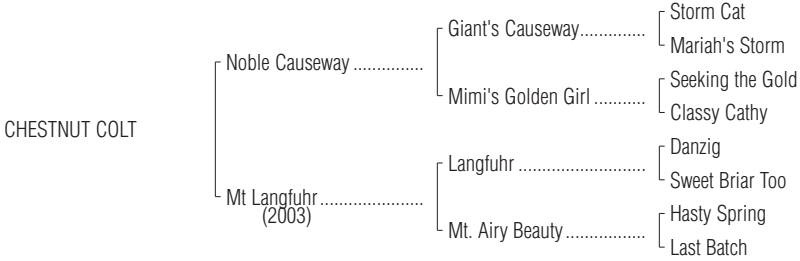 Storm Cat
Giant's Causeway..............
Mariah's Storm
Noble Causeway ...............
Seeking the Gold
Mimi's Golden Girl ...........
Classy Cathy
CHESTNUT COLT
Danzig
Langfuhr ...........................
Sweet Briar Too
Mt Langfuhr......................
(2003)
Hasty Spring
Mt. Airy Beauty.................
Last Batch